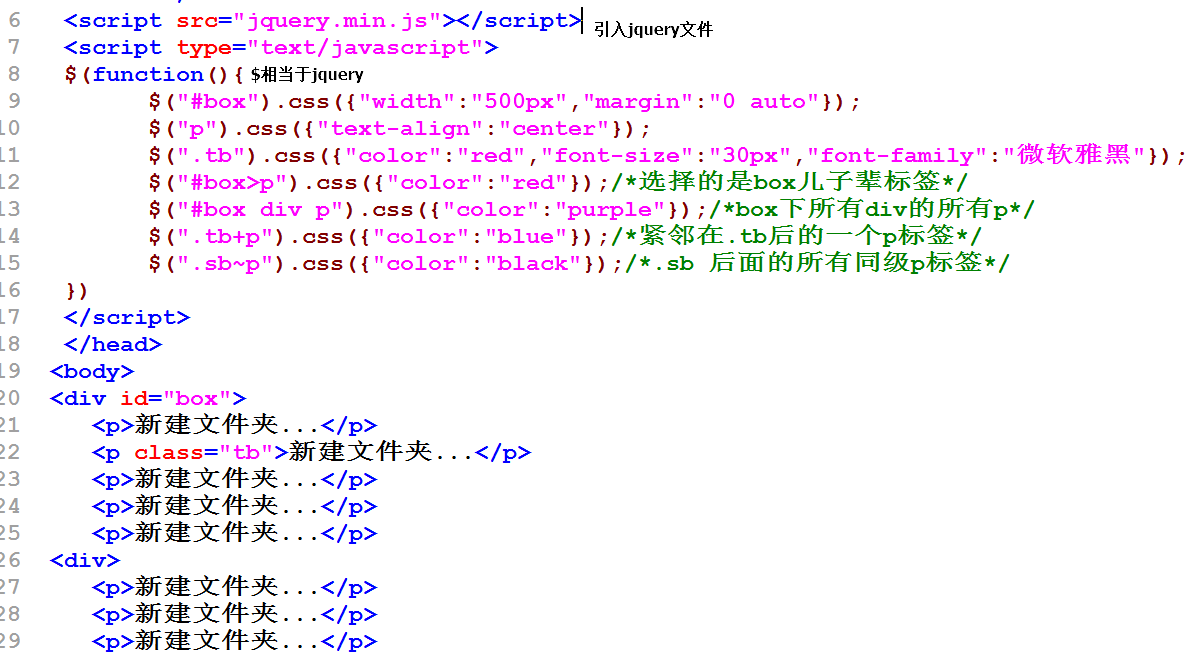 6 <script src="jquery.min.js"></script> 引入jquery文件
7 <script type="text/javascript">
8 $(function(){ $相当于jquery
9 $("#box").css({"width":"500px","margin":"0 auto"});
10 $("p").css({"text-align":"center"});
11 $(".tb").css({"color":"red","font-size":"30px","font-family":"微软雅黑"});
12 $("#box>p").css({"color":"red"});/*选择的是box儿子辈标签*/
13 $("#box div p").css({"color":"purple"});/*box下所有div的所有p*/
14 $(".tb+p").css({"color":"blue"});/*紧邻在.tb后的一个p标签*/
15 $(".sb~p").css({"color":"black"});/*.sb 后面的所有同级p标签*/
16 })
17 </script>
18 </head>
19 <body>
20 <div id="box">
21 <p>新建文件夹...</p>
22 <p class="tb">新建文件夹...</p>
23 <p>新建文件夹...</p>
24 <p>新建文件夹...</p>
25 <p>新建文件夹...</p>
26 <div>
27 <p>新建文件夹...</p>
28 <p>新建文件夹...</p>
29 <p>新建文件夹...</p>